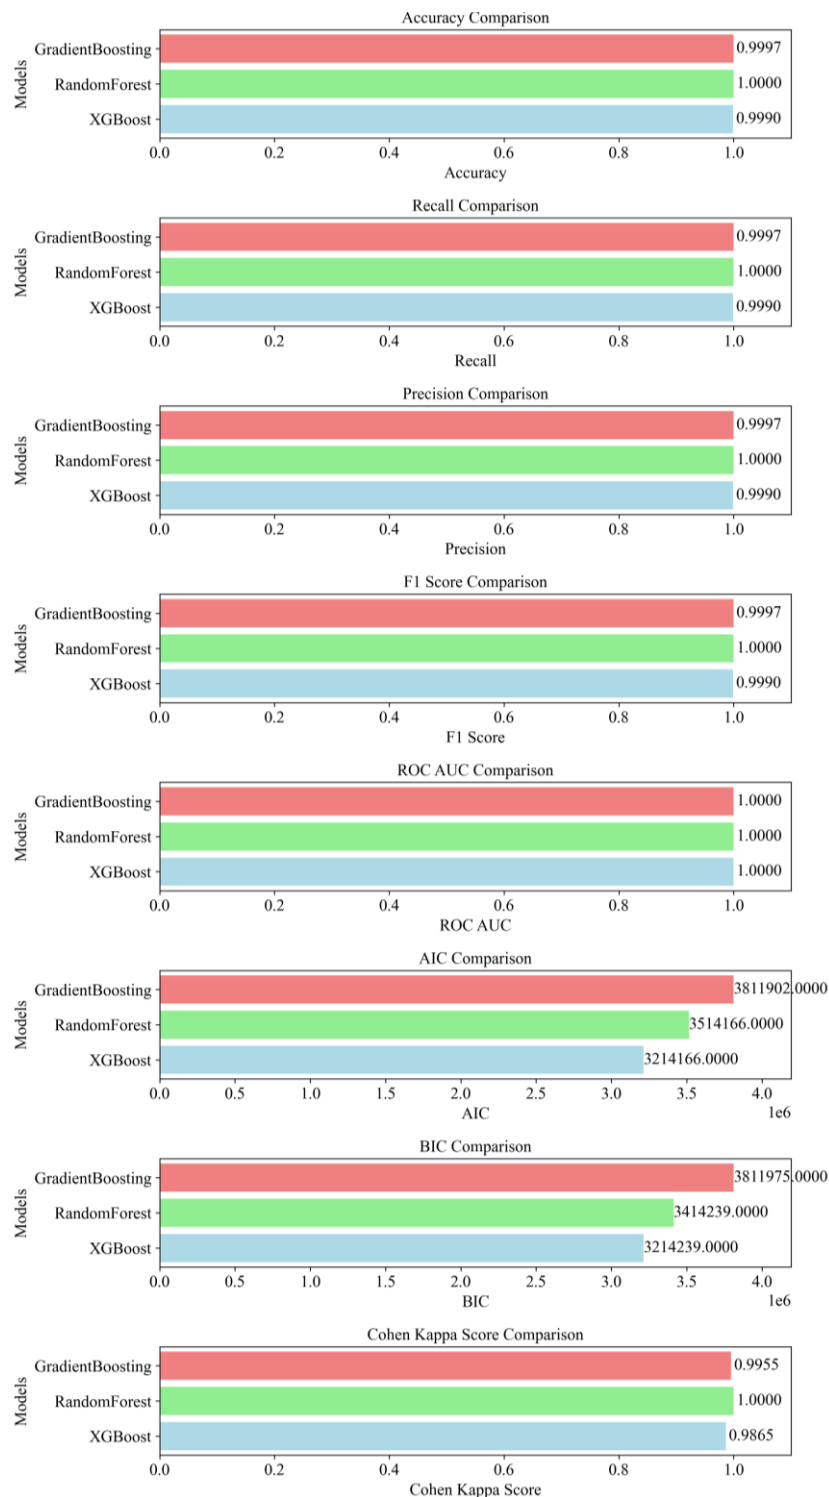 Accuracy Comparison
Models
GradientBoosting
0.9997
RandomForest
1.0000
XGBoost
0.9990
0.0 0.2 0.4 0.6 0.8 1.0
Accuracy
Recall Comparison
Models
GradientBoosting
0.9997
RandomForest
1.0000
XGBoost
0.9990
0.0 0.2 0.4 0.6 0.8 1.0
Recall
Precision Comparison
Models
GradientBoosting
0.9997
RandomForest
1.0000
XGBoost
0.9990
0.0 0.2 0.4 0.6 0.8 1.0
Precision
F1 Score Comparison
Models
GradientBoosting
0.9997
RandomForest
1.0000
XGBoost
0.9990
0.0 0.2 0.4 0.6 0.8 1.0
F1 Score
ROC AUC Comparison
Models
GradientBoosting
1.0000
RandomForest
1.0000
XGBoost
1.0000
0.0 0.2 0.4 0.6 0.8 1.0
ROC AUC
AIC Comparison
Models
GradientBoosting
3811902.0000
RandomForest
3514166.0000
XGBoost
3214166.0000
0.0 0.5 1.0 1.5 2.0 2.5 3.0 3.5 4.0
1e6
AIC
BIC Comparison
Models
GradientBoosting
3811975.0000
RandomForest
3414239.0000
XGBoost
3214239.0000
0.0 0.5 1.0 1.5 2.0 2.5 3.0 3.5 4.0
1e6
BIC
Cohen Kappa Score Comparison
Models
GradientBoosting
0.9955
RandomForest
1.0000
XGBoost
0.9865
0.0 0.2 0.4 0.6 0.8 1.0
Cohen Kappa Score